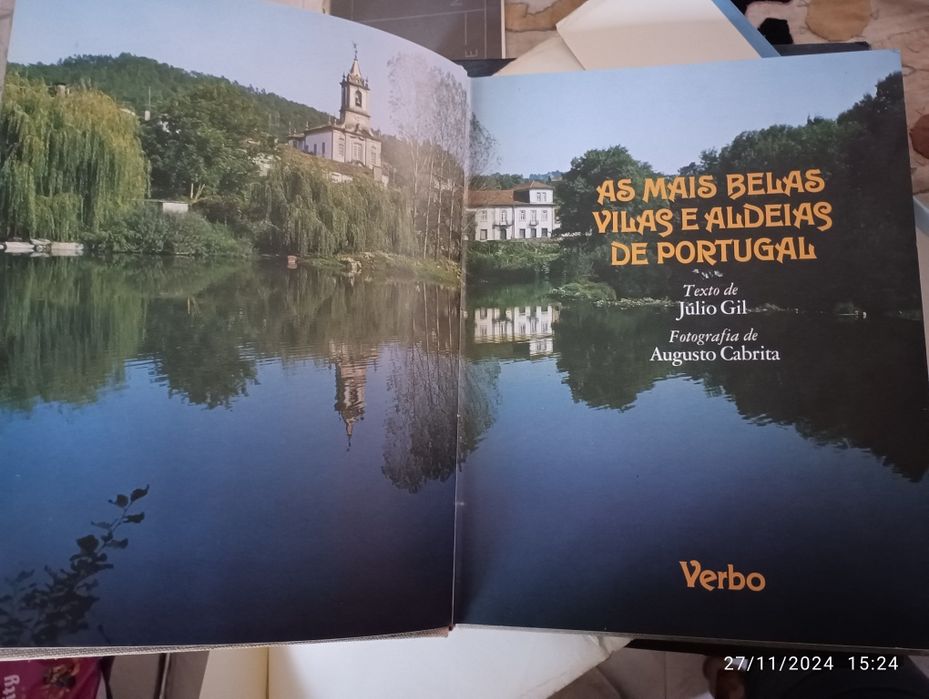 AS MAIS BELAS
VILAS E ALDEIAS
DE PORTUGAL
Texto de
Júlio Gil
Fotografia de
Augusto Cabrita
Verbo
27/11/2024 15:24